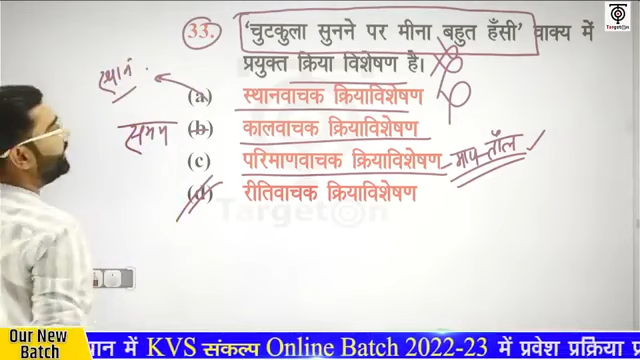 33. 'चुटकुला सुनने पर मीना बहुत हँसी' वाक्य में
प्रयुक्त क्रिया विशेषण है।
स्थान
(a) स्थानवाचक क्रियाविशेषण
समय (b) कालवाचक क्रियाविशेषण
(c) परिमाणवाचक क्रियाविशेषण माप-तौल
(d) रीतिवाचक क्रियाविशेषण
Target On
Our New
Batch
में KVS संकल्प Online Batch 2022-23 में प्रवेश प्रक्रिया